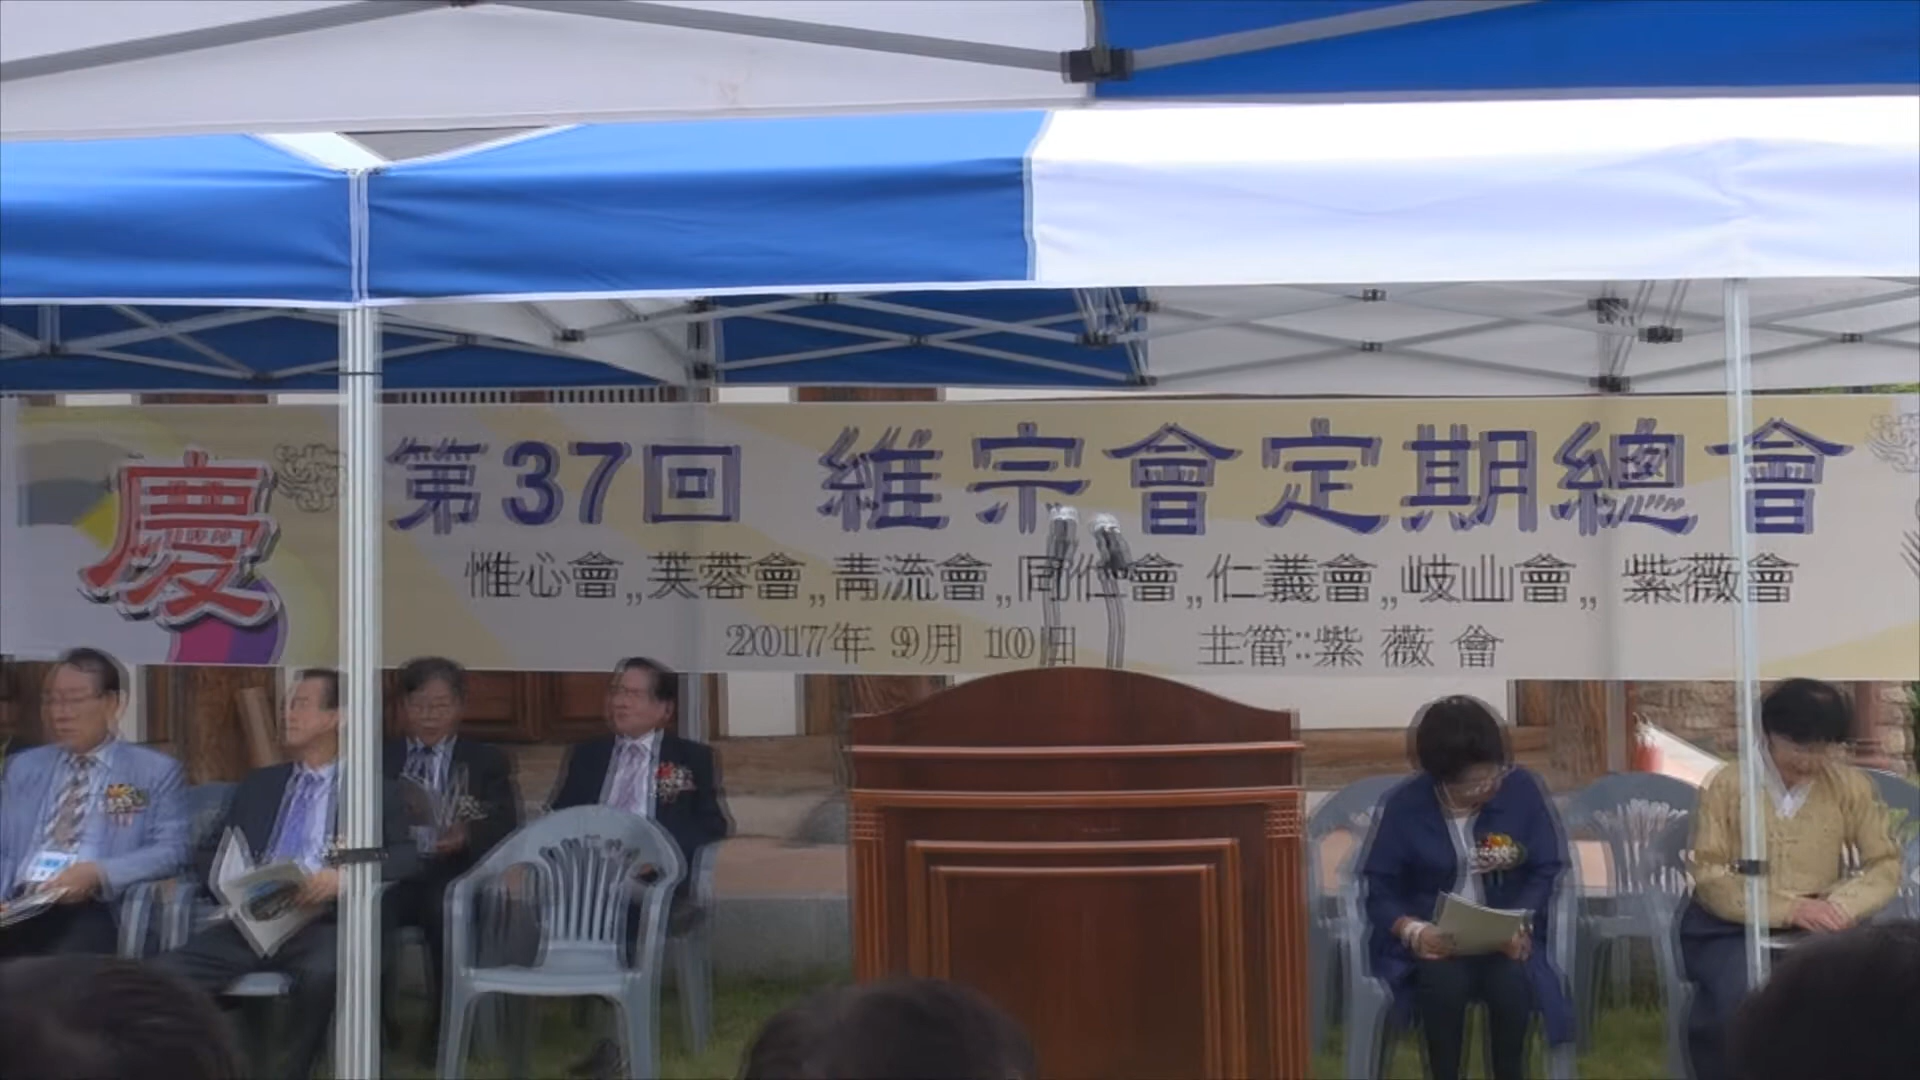 慶
第37回 維宗會定期總會
惟心會,, 芙蓉會,, 菁流會,, 同仁會,, 仁義會,, 岐山會,, 紫薇會
2017年 9月 10日 主管:紫 薇 會